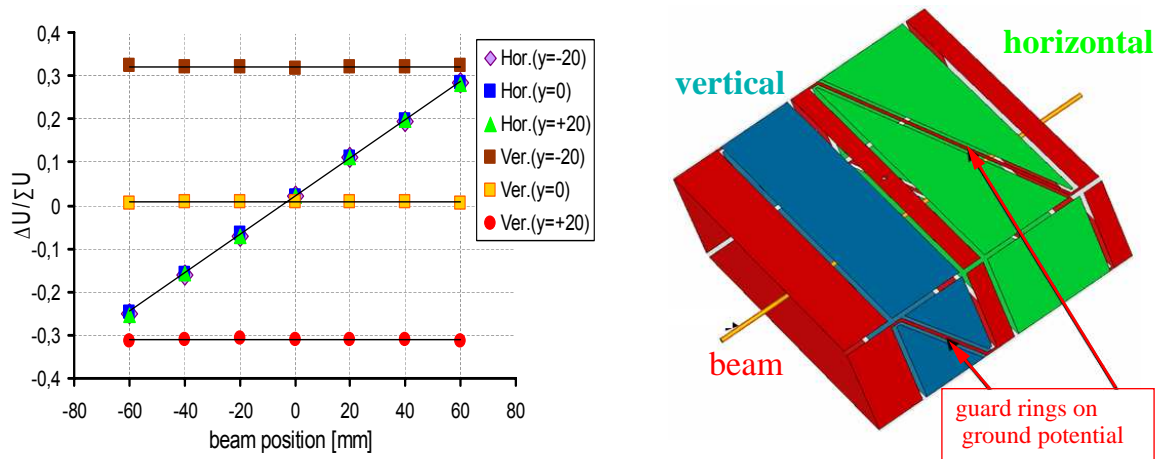 0,4
0,3
0,2
0,1
0
-0,1
-0,2
-0,3
-0,4
ΔU/ΣU
-80 -60 -40 -20 0 20 40 60 80
beam position [mm]
Hor.(y=-20)
Hor.(y=0)
Hor.(y=+20)
Ver.(y=-20)
Ver.(y=0)
Ver.(y=+20)
horizontal
vertical
beam
guard rings on
ground potential